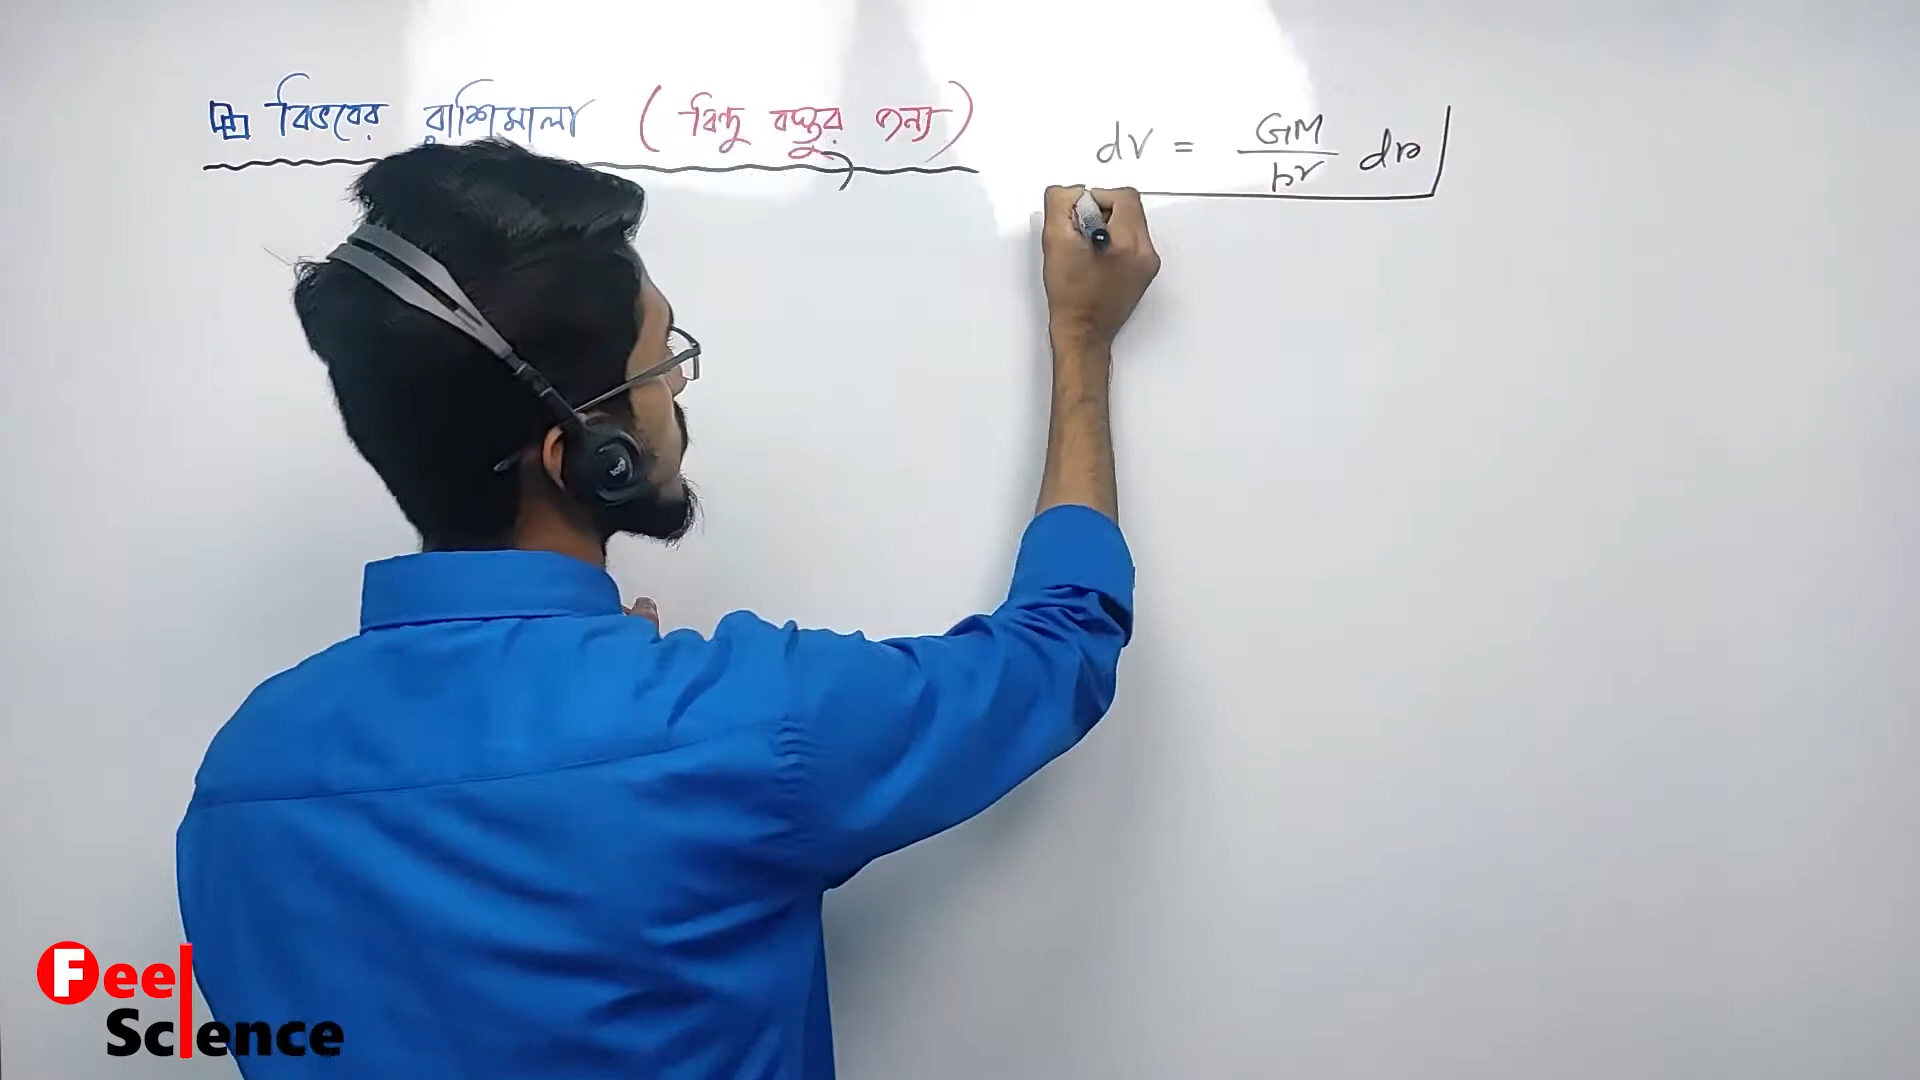 বিভবের রাশিমালা (বিন্দু বস্তুর জন্য)
dV = GM/r² dr
Feel
Science